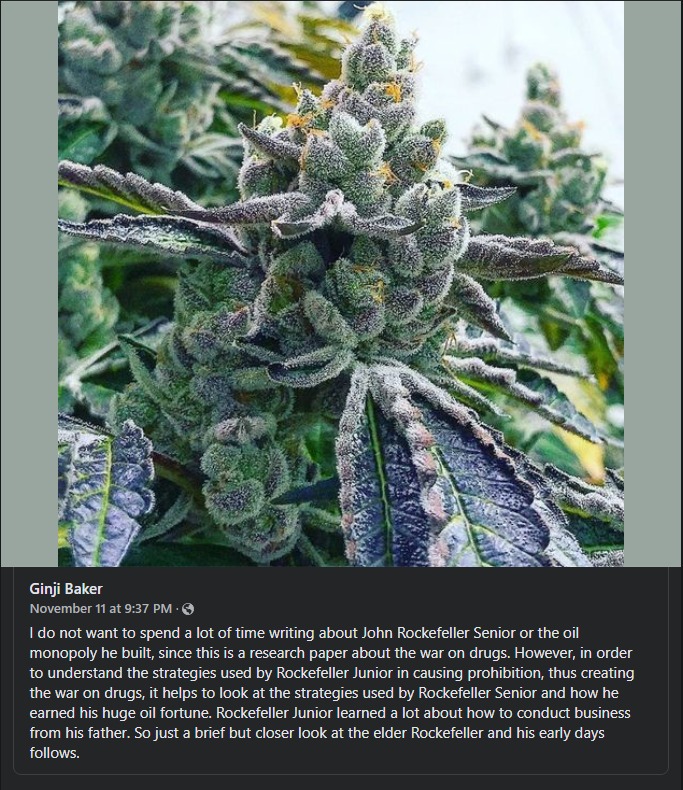 Ginji Baker
November 11 at 9:37 PM ·
I do not want to spend a lot of time writing about John Rockefeller Senior or the oil
monopoly he built, since this is a research paper about the war on drugs. However, in order
to understand the strategies used by Rockefeller Junior in causing prohibition, thus creating
the war on drugs, it helps to look at the strategies used by Rockefeller Senior and how he
earned his huge oil fortune. Rockefeller Junior learned a lot about how to conduct business
from his father. So just a brief but closer look at the elder Rockefeller and his early days
follows.